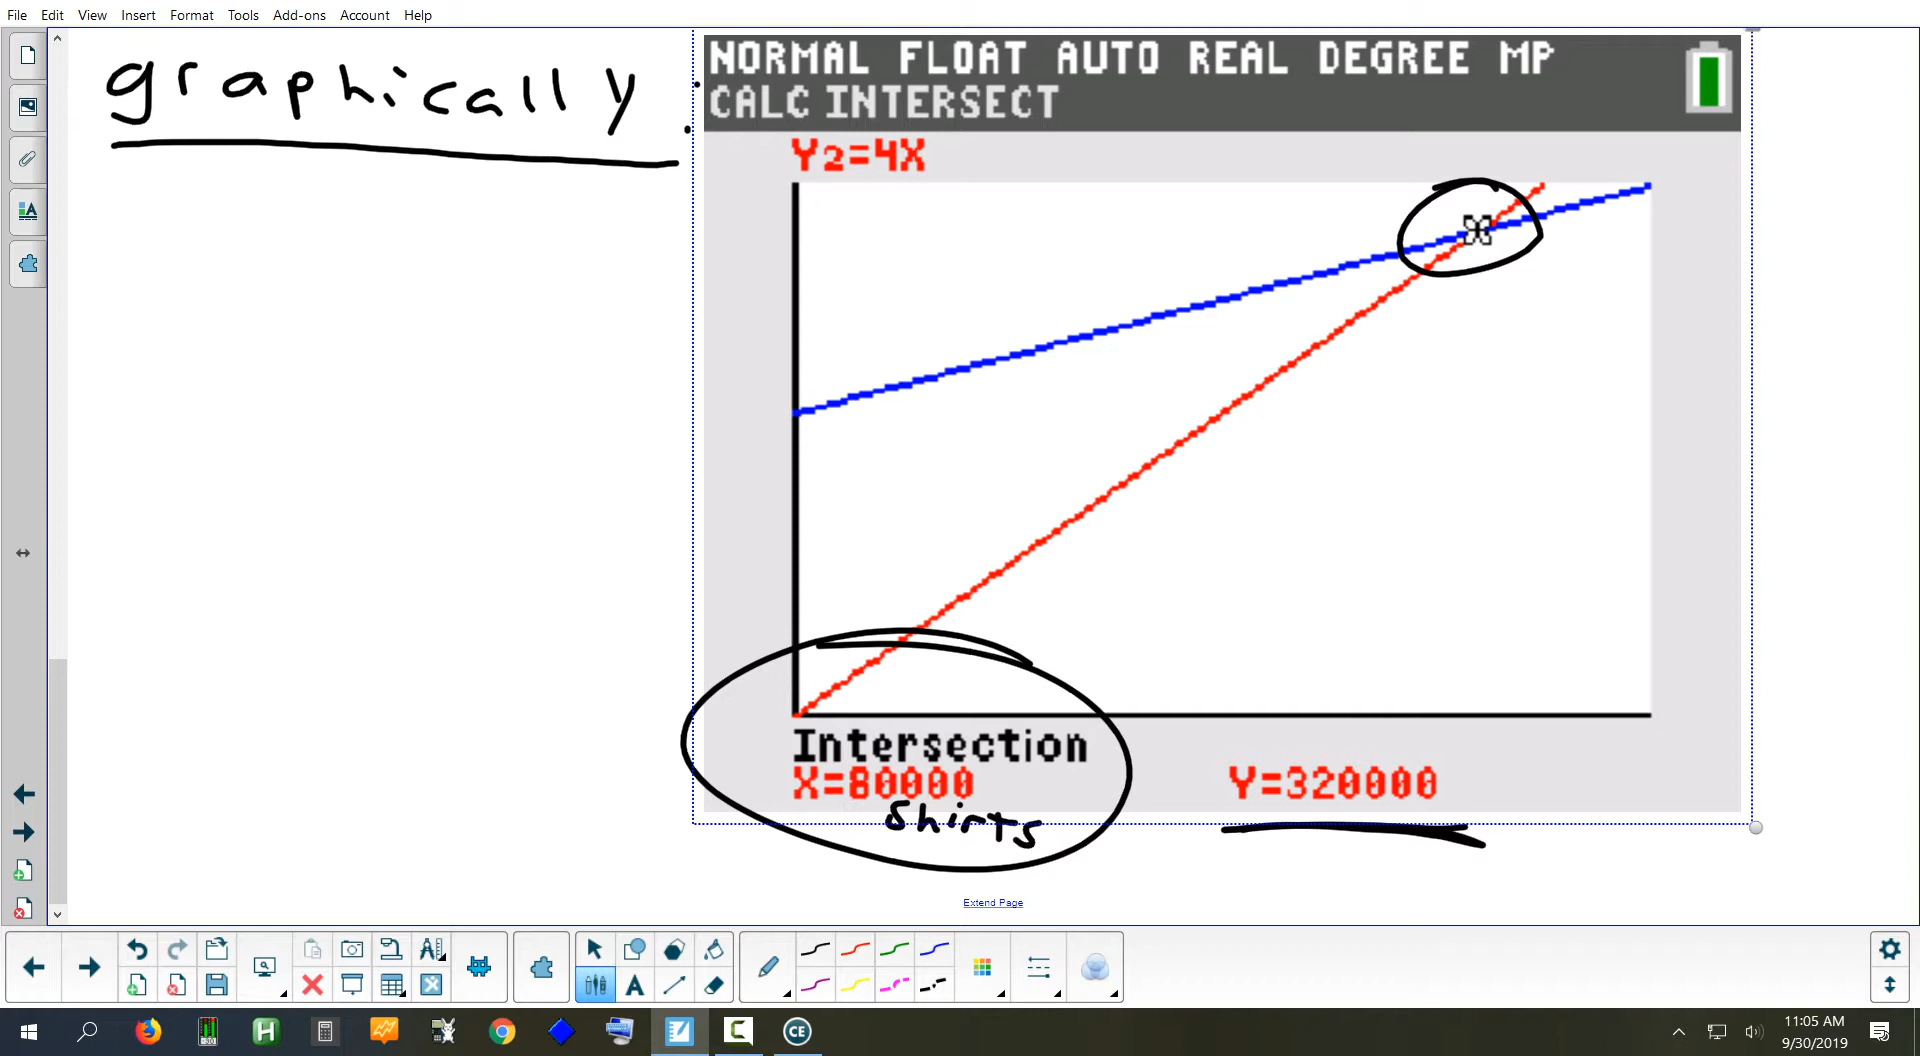 File Edit View Insert Format Tools Add-ons Account Help
graphically :
NORMAL FLOAT AUTO REAL DEGREE MP
CALC INTERSECT
Y2=4X
Intersection
X=80000
Y=320000
shirts
Extend Page
11:05 AM
9/30/2019